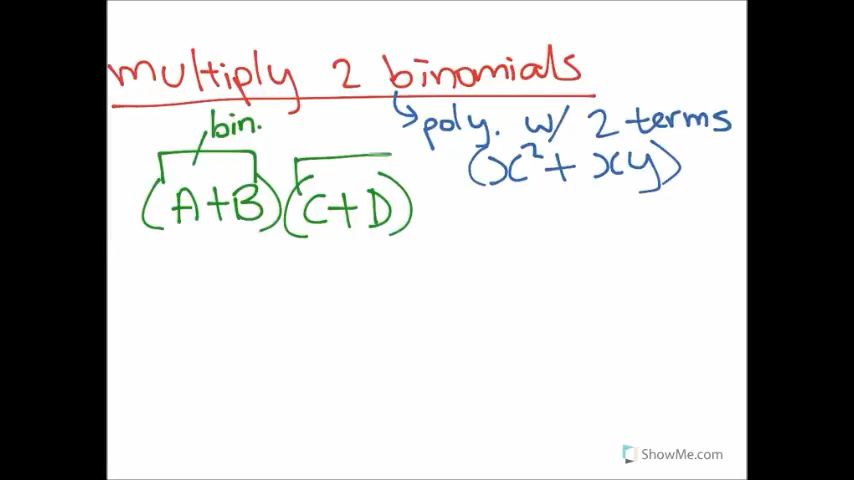 multiply 2 binomials
bin.
poly. w/ 2 terms
(x²+xy)
(A+B)(C+D)
ShowMe.com